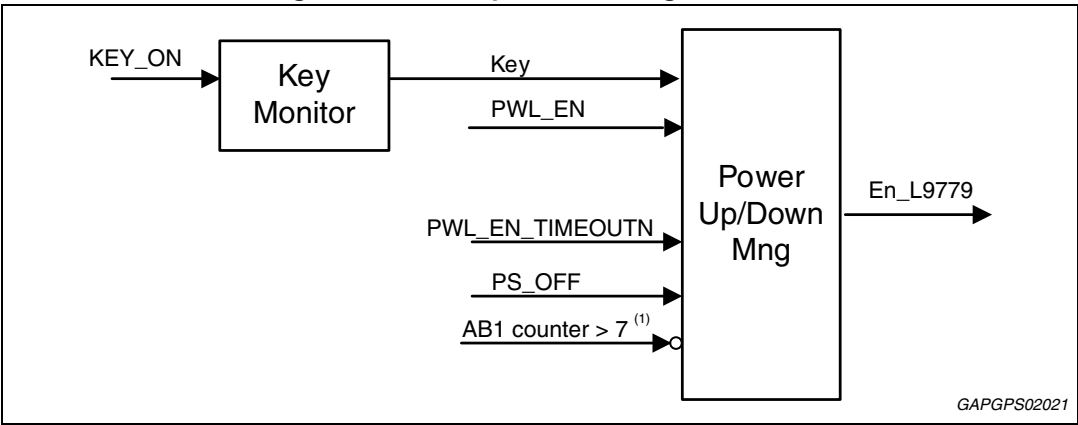 KEY_ON
Key
Monitor
Key
PWL_EN
PWL_EN_TIMEOUTN
PS_OFF
AB1 counter > 7 (1)
Power
Up/Down
Mng
En_L9779
GAPGPS02021